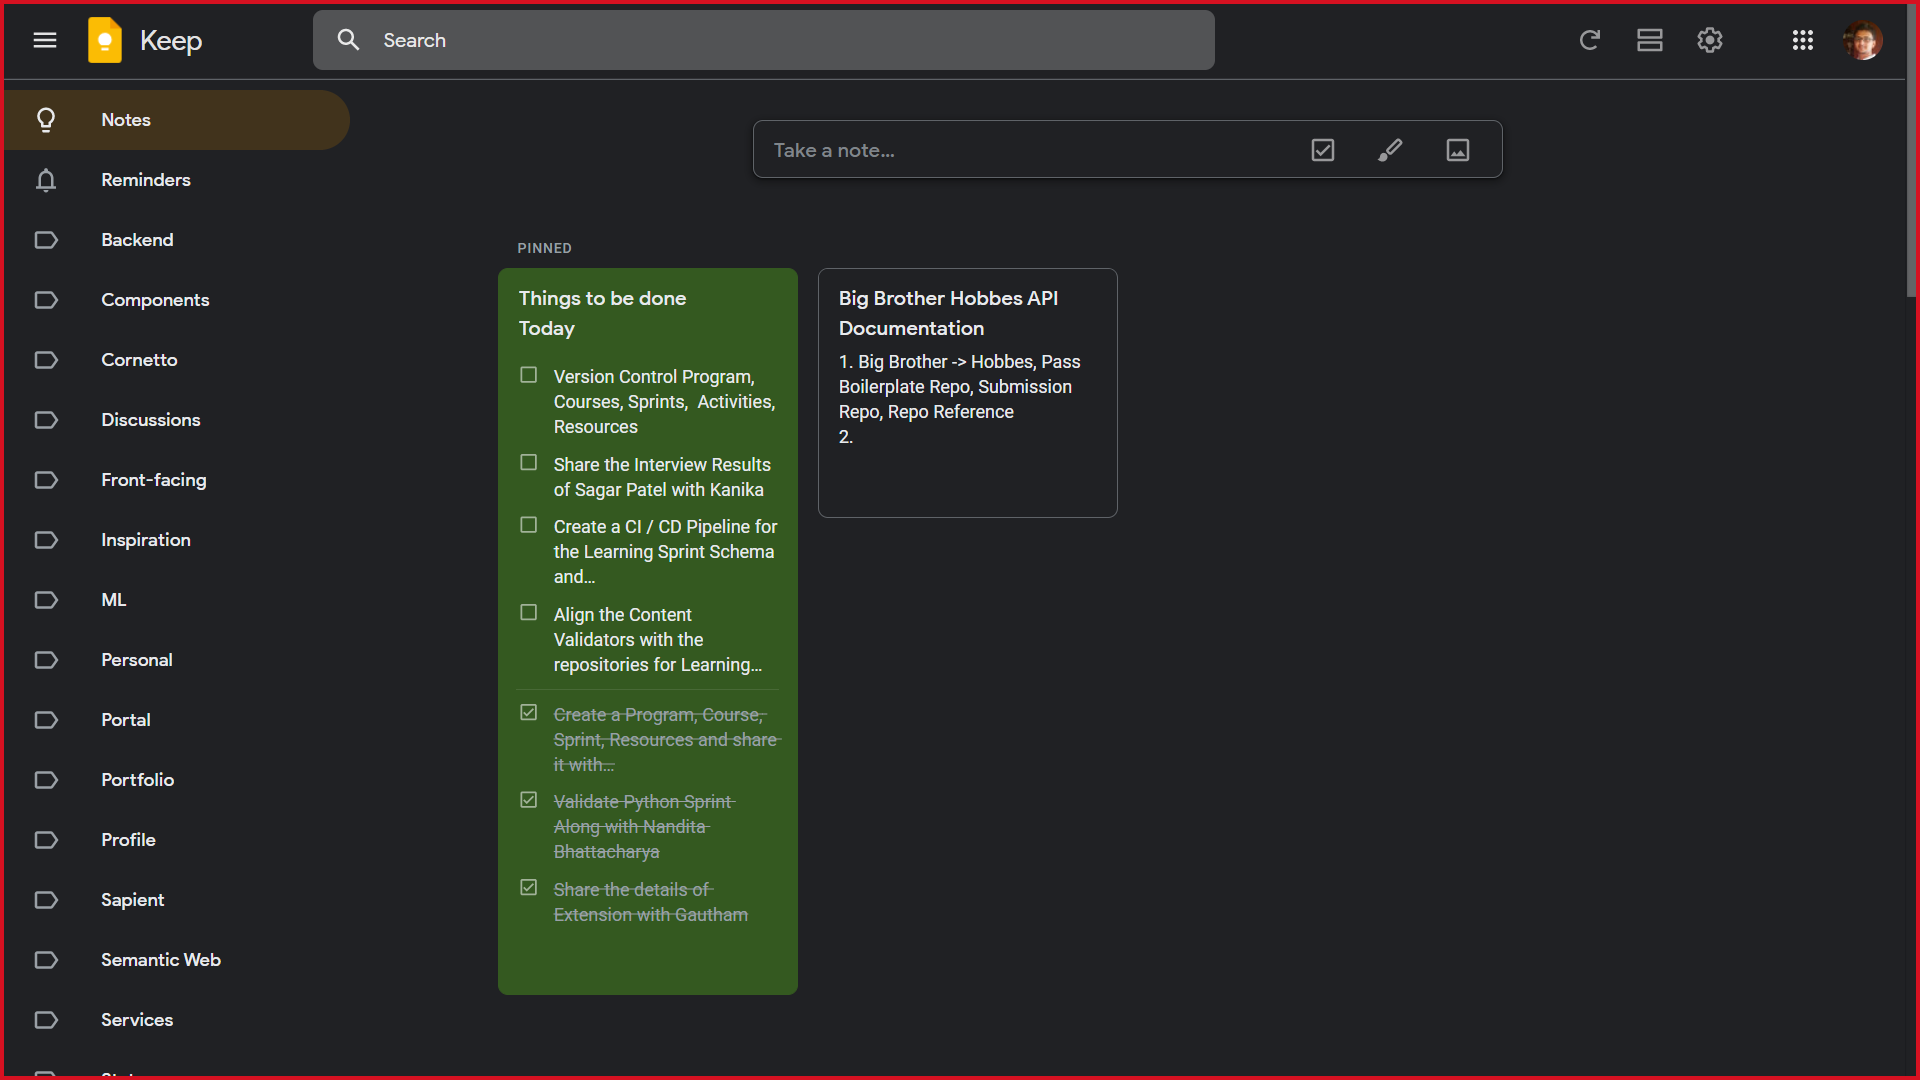 Keep
Search
Notes
Reminders
Backend
Components
Cornetto
Discussions
Front-facing
Inspiration
ML
Personal
Portal
Portfolio
Profile
Sapient
Semantic Web
Services
Take a note...
PINNED
Things to be done
Today
Version Control Program,
Courses, Sprints,  Activities,
Resources
Share the Interview Results
of Sagar Patel with Kanika
Create a CI / CD Pipeline for
the Learning Sprint Schema
and...
Align the Content
Validators with the
repositories for Learning...
Create a Program, Course,
Sprint, Resources and share
it with...
Validate Python Sprint
Along with Nandita
Bhattacharya
Share the details of
Extension with Gautham
Big Brother Hobbes API
Documentation
1. Big Brother -> Hobbes, Pass
Boilerplate Repo, Submission
Repo, Repo Reference
2.